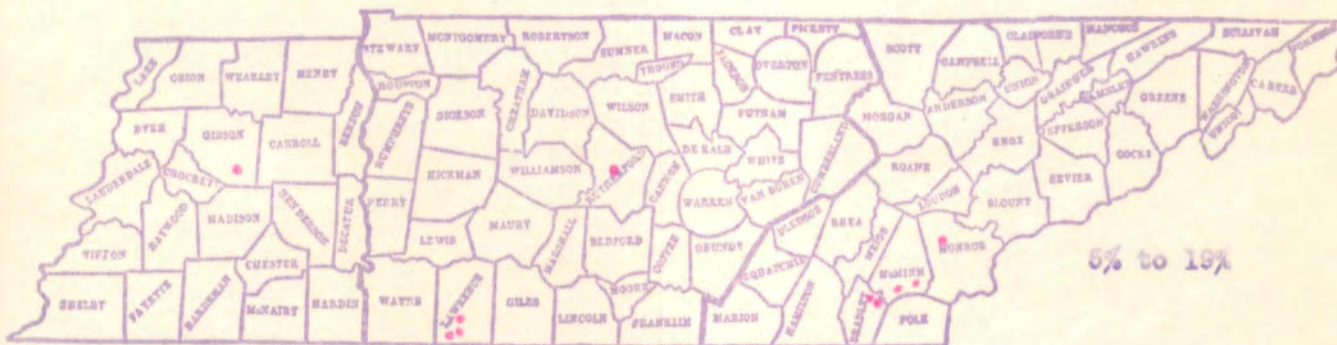 STEWART
MONTGOMERY
ROBERTSON
SUMNER
MACON
CLAY
PICKETT
SCOTT
CAMPBELL
CLAIBORNE
HANCOCK
HAWKINS
SULLIVAN
JOHNSON
LAKE
OBION
WEAKLEY
HENRY
HOUSTON
CHEATHAM
TROUSDALE
JACKSON
OVERTON
FENTRESS
UNION
GRAINGER
HAMBLEN
GREENE
WASHINGTON
CARTER
UNICOI
DYER
GIBSON
CARROLL
BENTON
HUMPHREYS
DICKSON
DAVIDSON
WILSON
SMITH
PUTNAM
MORGAN
ANDERSON
KNOX
JEFFERSON
COCKE
LAUDERDALE
CROCKETT
MADISON
HENDERSON
DECATUR
PERRY
HICKMAN
WILLIAMSON
RUTHERFORD
CANNON
DE KALB
WHITE
CUMBERLAND
ROANE
LOUDON
BLOUNT
SEVIER
TIPTON
HAYWOOD
CHESTER
LEWIS
MAURY
MARSHALL
BEDFORD
COFFEE
WARREN
VAN BUREN
GRUNDY
BLEDSOE
RHEA
MEIGS
McMINN
MONROE
5% to 19%
SHELBY
FAYETTE
HARDEMAN
McNAIRY
HARDIN
WAYNE
LAWRENCE
GILES
LINCOLN
MOORE
FRANKLIN
MARION
SEQUATCHIE
HAMILTON
BRADLEY
POLK